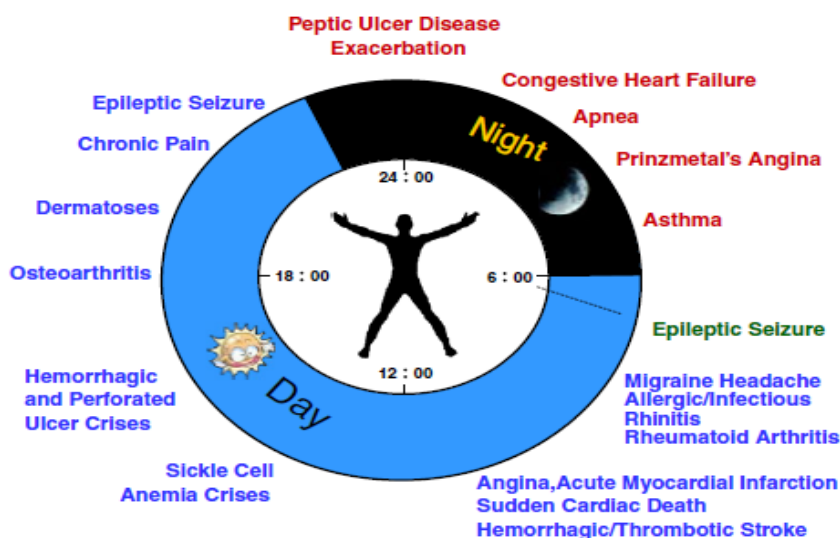 Peptic Ulcer Disease
Exacerbation
Congestive Heart Failure
Apnea
Prinzmetal's Angina
Asthma
Epileptic Seizure
Chronic Pain
Dermatoses
Osteoarthritis
Night
24 : 00
18 : 00
6 : 00
12 : 00
Day
Epileptic Seizure
Migraine Headache
Allergic/Infectious
Rhinitis
Rheumatoid Arthritis
Hemorrhagic
and Perforated
Ulcer Crises
Sickle Cell
Anemia Crises
Angina,Acute Myocardial Infarction
Sudden Cardiac Death
Hemorrhagic/Thrombotic Stroke